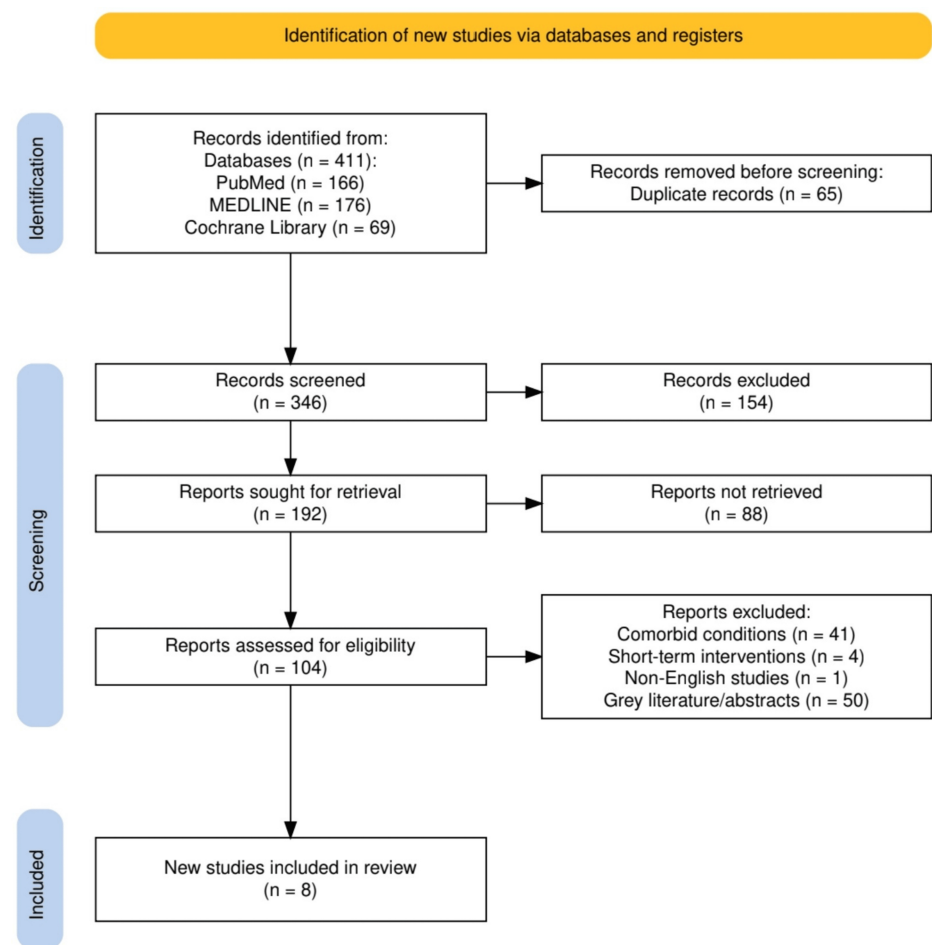 Identification of new studies via databases and registers
Identification
Records identified from:
Databases (n = 411):
PubMed (n = 166)
MEDLINE (n = 176)
Cochrane Library (n = 69)
Records removed before screening:
Duplicate records (n = 65)
Screening
Records screened
(n = 346)
Records excluded
(n = 154)
Reports sought for retrieval
(n = 192)
Reports not retrieved
(n = 88)
Reports assessed for eligibility
(n = 104)
Reports excluded:
Comorbid conditions (n = 41)
Short-term interventions (n = 4)
Non-English studies (n = 1)
Grey literature/abstracts (n = 50)
Included
New studies included in review
(n = 8)